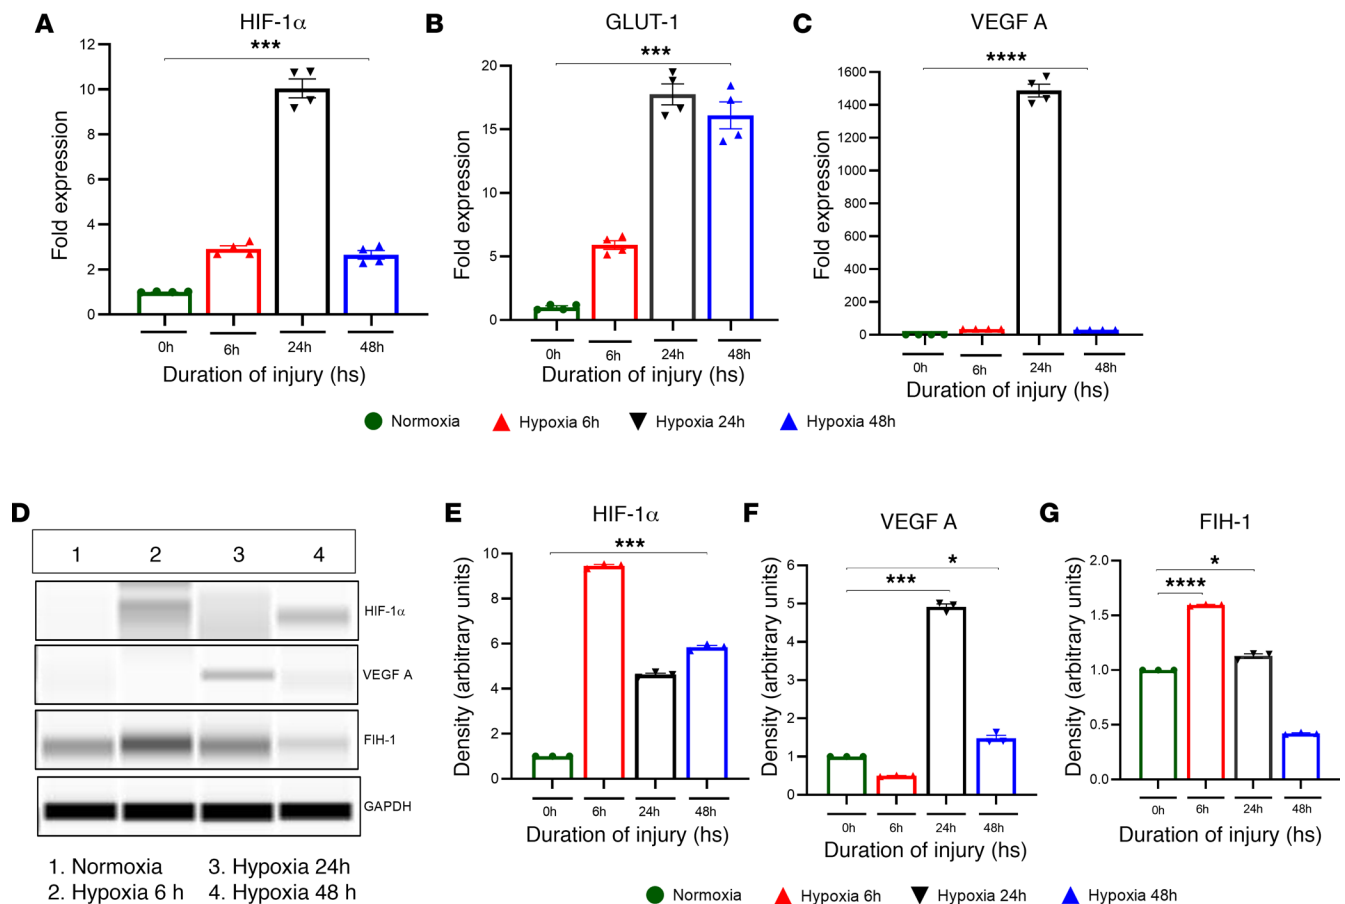 A
HIF-1α
***
12
10
8
6
4
2
0
Fold expression
0h
6h
24h
48h
Duration of injury (hs)
B
GLUT-1
***
20
15
10
5
0
Fold expression
0h
6h
24h
48h
Duration of injury (hs)
C
VEGF A
****
1600
1400
1200
1000
800
600
400
200
0
Fold expression
0h
6h
24h
48h
Duration of injury (hs)
Normoxia
Hypoxia 6h
Hypoxia 24h
Hypoxia 48h
D
1 2 3 4
HIF-1α
VEGF A
FIH-1
GAPDH
1. Normoxia
2. Hypoxia 6 h
3. Hypoxia 24h
4. Hypoxia 48 h
E
HIF-1α
***
10
8
6
4
2
0
Density (arbitrary units)
0h
6h
24h
48h
Duration of injury (hs)
F
VEGF A
*
***
6
5
4
3
2
1
0
Density (arbitrary units)
0h
6h
24h
48h
Duration of injury (hs)
G
FIH-1
*
****
2.0
1.5
1.0
0.5
0.0
Density (arbitrary units)
0h
6h
24h
48h
Duration of injury (hs)
Normoxia
Hypoxia 6h
Hypoxia 24h
Hypoxia 48h